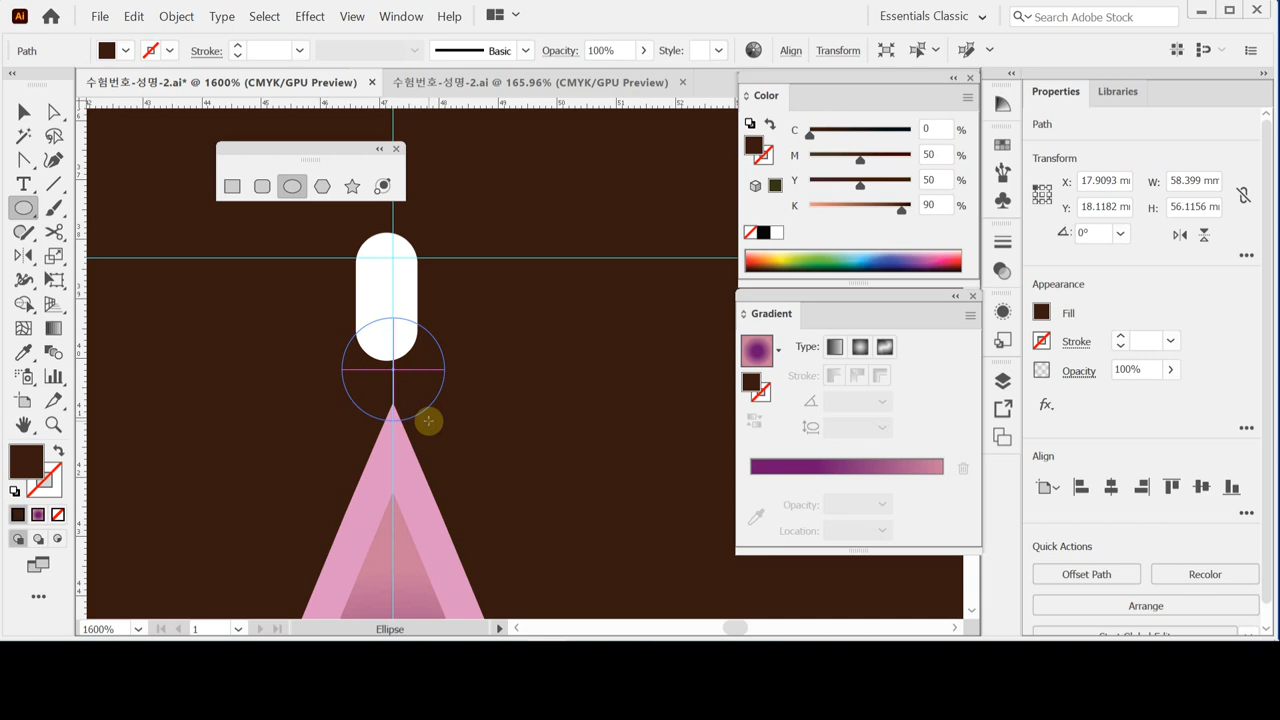 Ai File Edit Object Type Select Effect View Window Help Essentials Classic Search Adobe Stock
Path Stroke: Basic Opacity: 100% Style: Align Transform
수험번호-성명-2.ai* @ 1600% (CMYK/GPU Preview) 수험번호-성명-2.ai @ 165.96% (CMYK/GPU Preview)
Color
C 0 %
M 50 %
Y 50 %
K 90 %
Gradient
Type:
Stroke:
Opacity:
Location:
Properties Libraries
Path
Transform
X: 17.9093 W: 58.399 mm
Y: 18.1182 H: 56.1156
0°
Appearance
Fill
Stroke
Opacity 100%
fx
Align
Quick Actions
Offset Path Recolor
Arrange
1600% 1 Ellipse